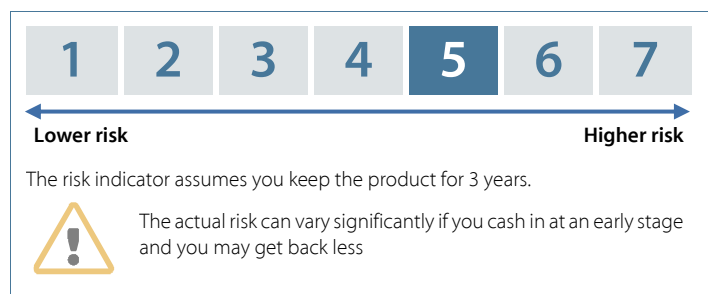 1 2 3 4 5 6 7
Lower risk Higher risk
The risk indicator assumes you keep the product for 3 years.
The actual risk can vary significantly if you cash in at an early stage
and you may get back less